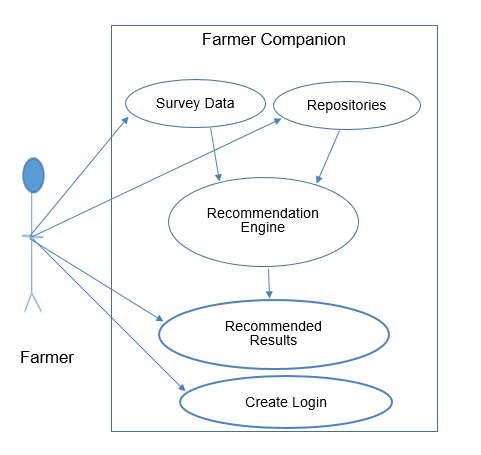 Farmer Companion
Survey Data
Repositories
Recommendation
Engine
Recommended
Results
Farmer
Create Login